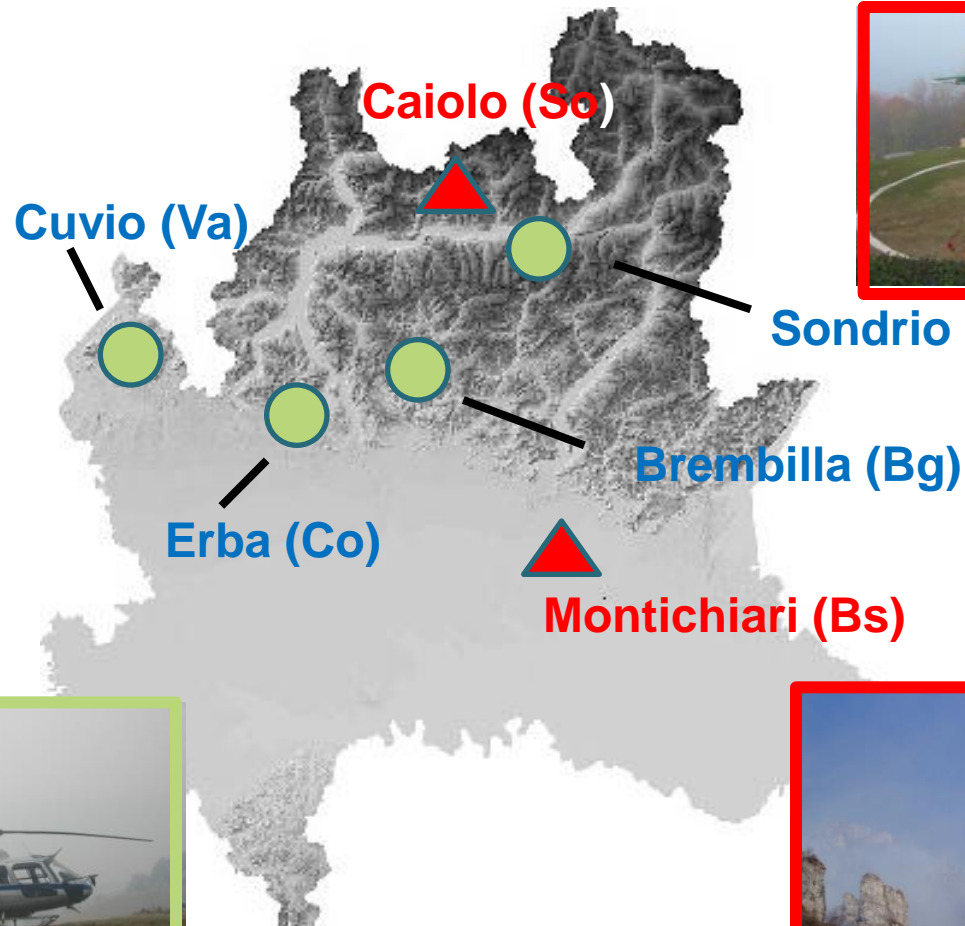 Caiolo (So)
Cuvio (Va)
Sondrio
Brembilla (Bg)
Erba (Co)
Montichiari (Bs)